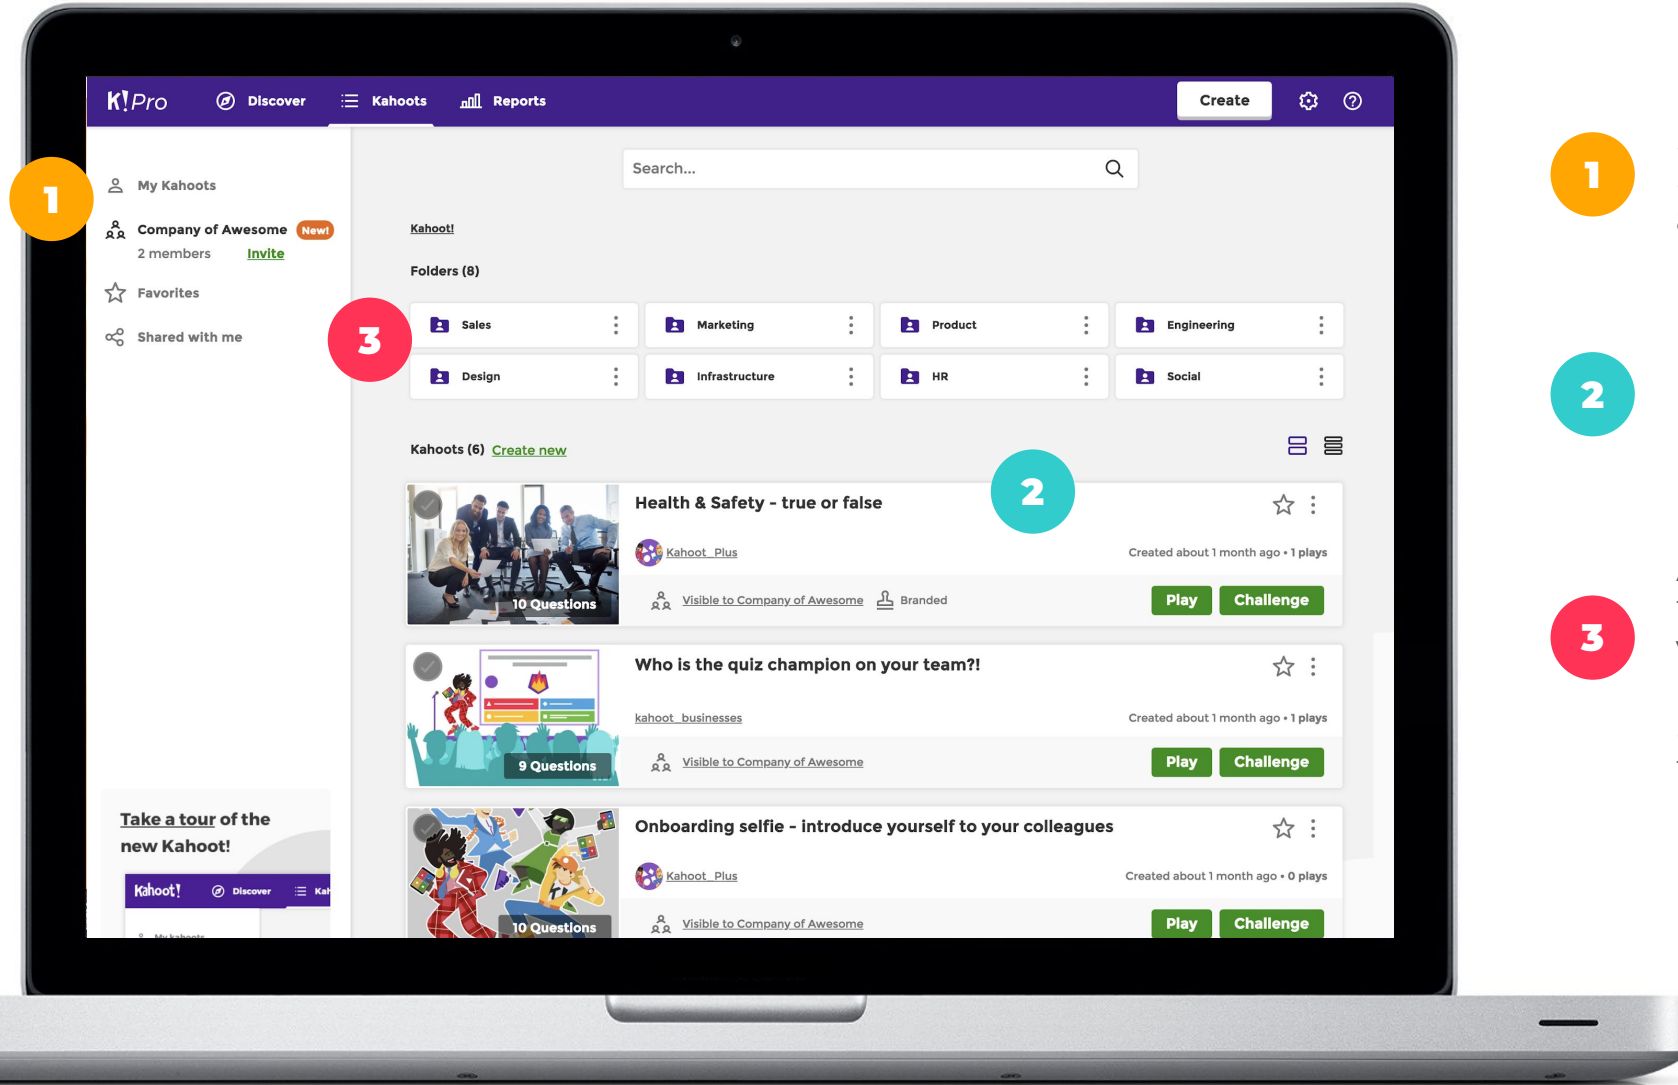 K! Pro
Discover
Kahoots
Reports
Create
1
My Kahoots
Company of Awesome New!
2 members Invite
Favorites
Shared with me
Search...
Kahoot!
Folders (8)
3
Sales
Marketing
Product
Engineering
Design
Infrastructure
HR
Social
Kahoots (6) Create new
2
Health & Safety - true or false
Kahoot_Plus
Created about 1 month ago • 1 plays
10 Questions
Visible to Company of Awesome
Branded
Play
Challenge
Who is the quiz champion on your team?!
kahoot_businesses
Created about 1 month ago • 1 plays
9 Questions
Visible to Company of Awesome
Play
Challenge
Onboarding selfie - introduce yourself to your colleagues
Kahoot_Plus
Created about 1 month ago • 0 plays
10 Questions
Visible to Company of Awesome
Play
Challenge
Take a tour of the
new Kahoot!
Kahoot!
Discover
My kahoots
1
2
3